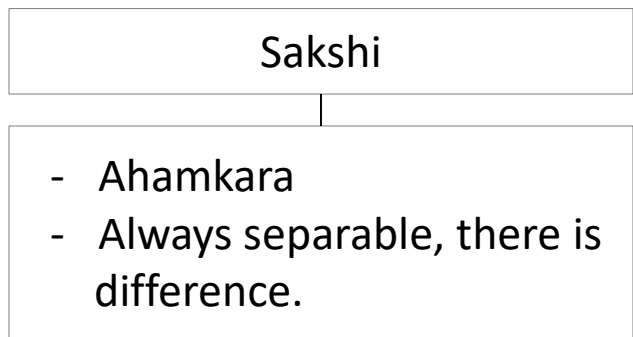 Sakshi
- Ahamkara
- Always separable, there is
difference.